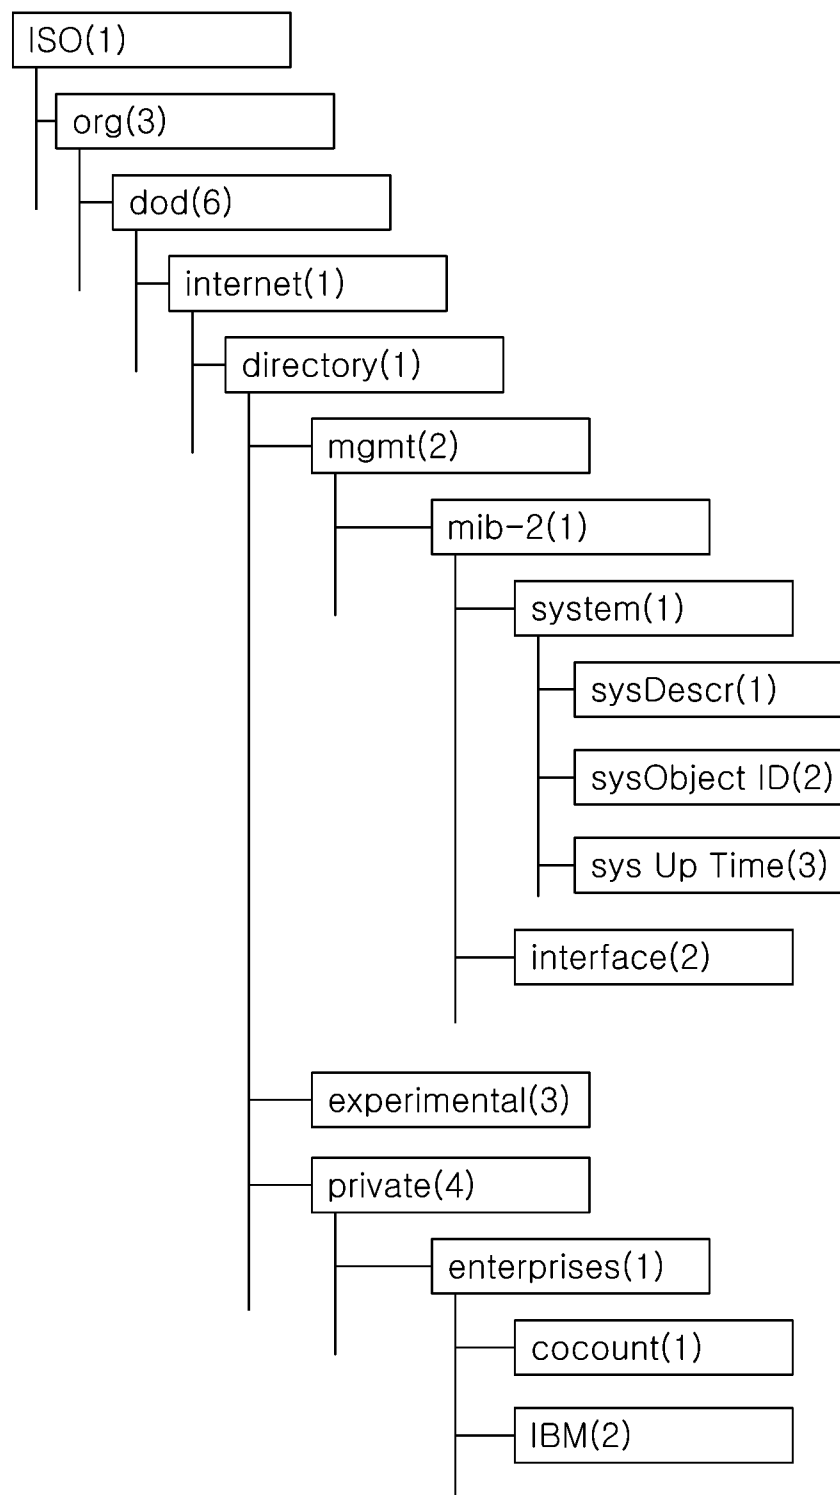 ISO(1)
org(3)
dod(6)
internet(1)
directory(1)
mgmt(2)
mib-2(1)
system(1)
sysDescr(1)
sysObject ID(2)
sys Up Time(3)
interface(2)
experimental(3)
private(4)
enterprises(1)
cocount(1)
IBM(2)